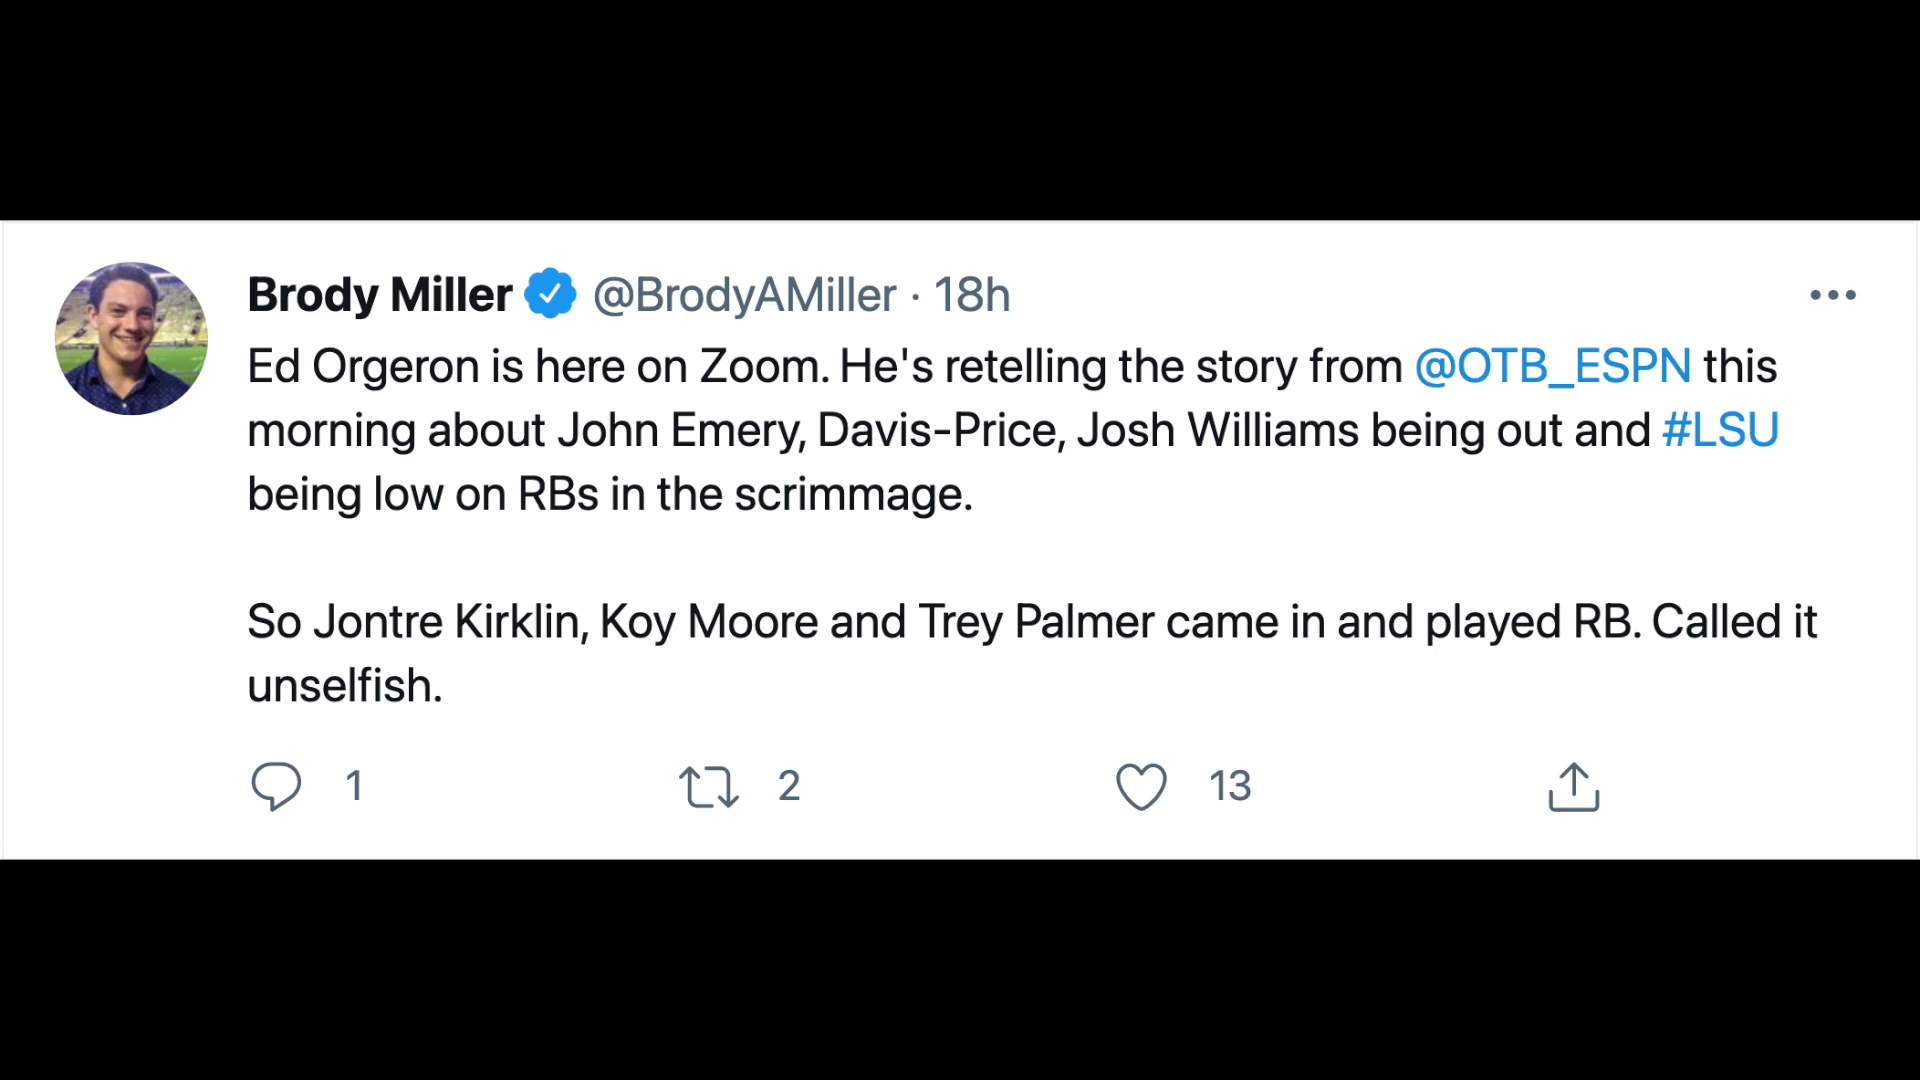 Brody Miller @BrodyAMiller · 18h
Ed Orgeron is here on Zoom. He's retelling the story from @OTB_ESPN this
morning about John Emery, Davis-Price, Josh Williams being out and #LSU
being low on RBs in the scrimmage.
So Jontre Kirklin, Koy Moore and Trey Palmer came in and played RB. Called it
unselfish.
1 2 13